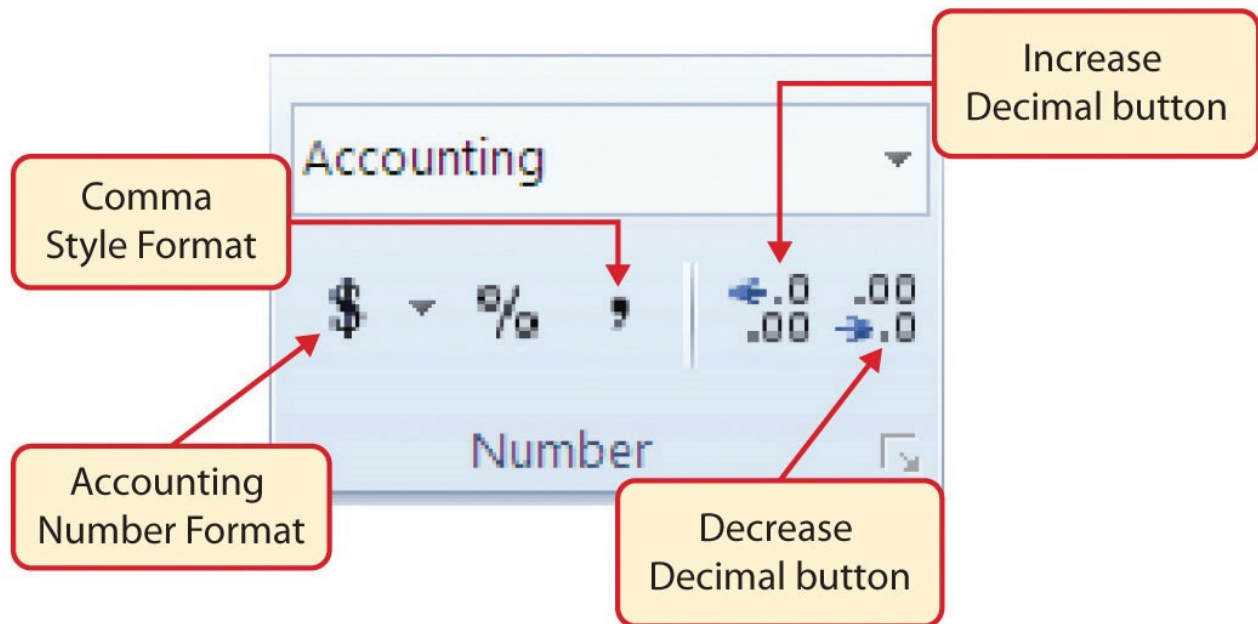 Increase
Decimal button
Accounting
Comma
Style Format
$ % , .0 .00
.00 .0
Number
Accounting
Number Format
Decrease
Decimal button